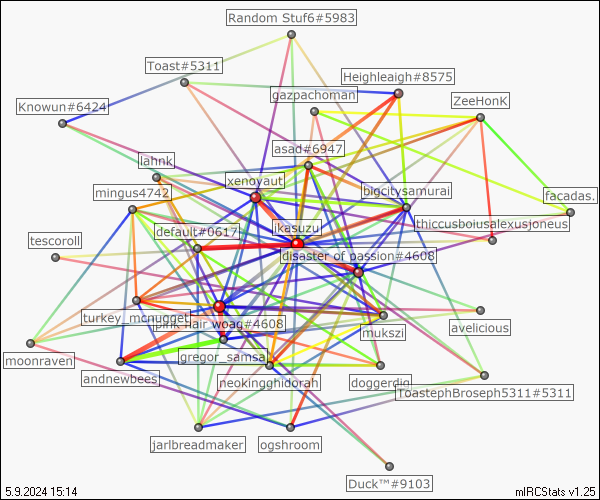 Random Stuf6#5983
Toast#5311
Heighleigh#8575
gazpachoman
Knowun#6424
ZeeHonK
asad#6947
lahnk
xenoyaut
bigcitysamurai
mingus4742
facadas.
thiccusboiusalexusjoneus
jkasuzu
default#0617
tescoroll
disaster of passion#4608
turkey_mcnugget
pink hair woag#4608
avelicious
mukszi
gregor_samsa
moonraven
andnewbees
neokingghidorah
doggerdig
ToastephBroseph5311#5311
jarlbreadmaker
ogshroom
Duck™#9103
5.9.2024 15:14
mIRCStats v1.25